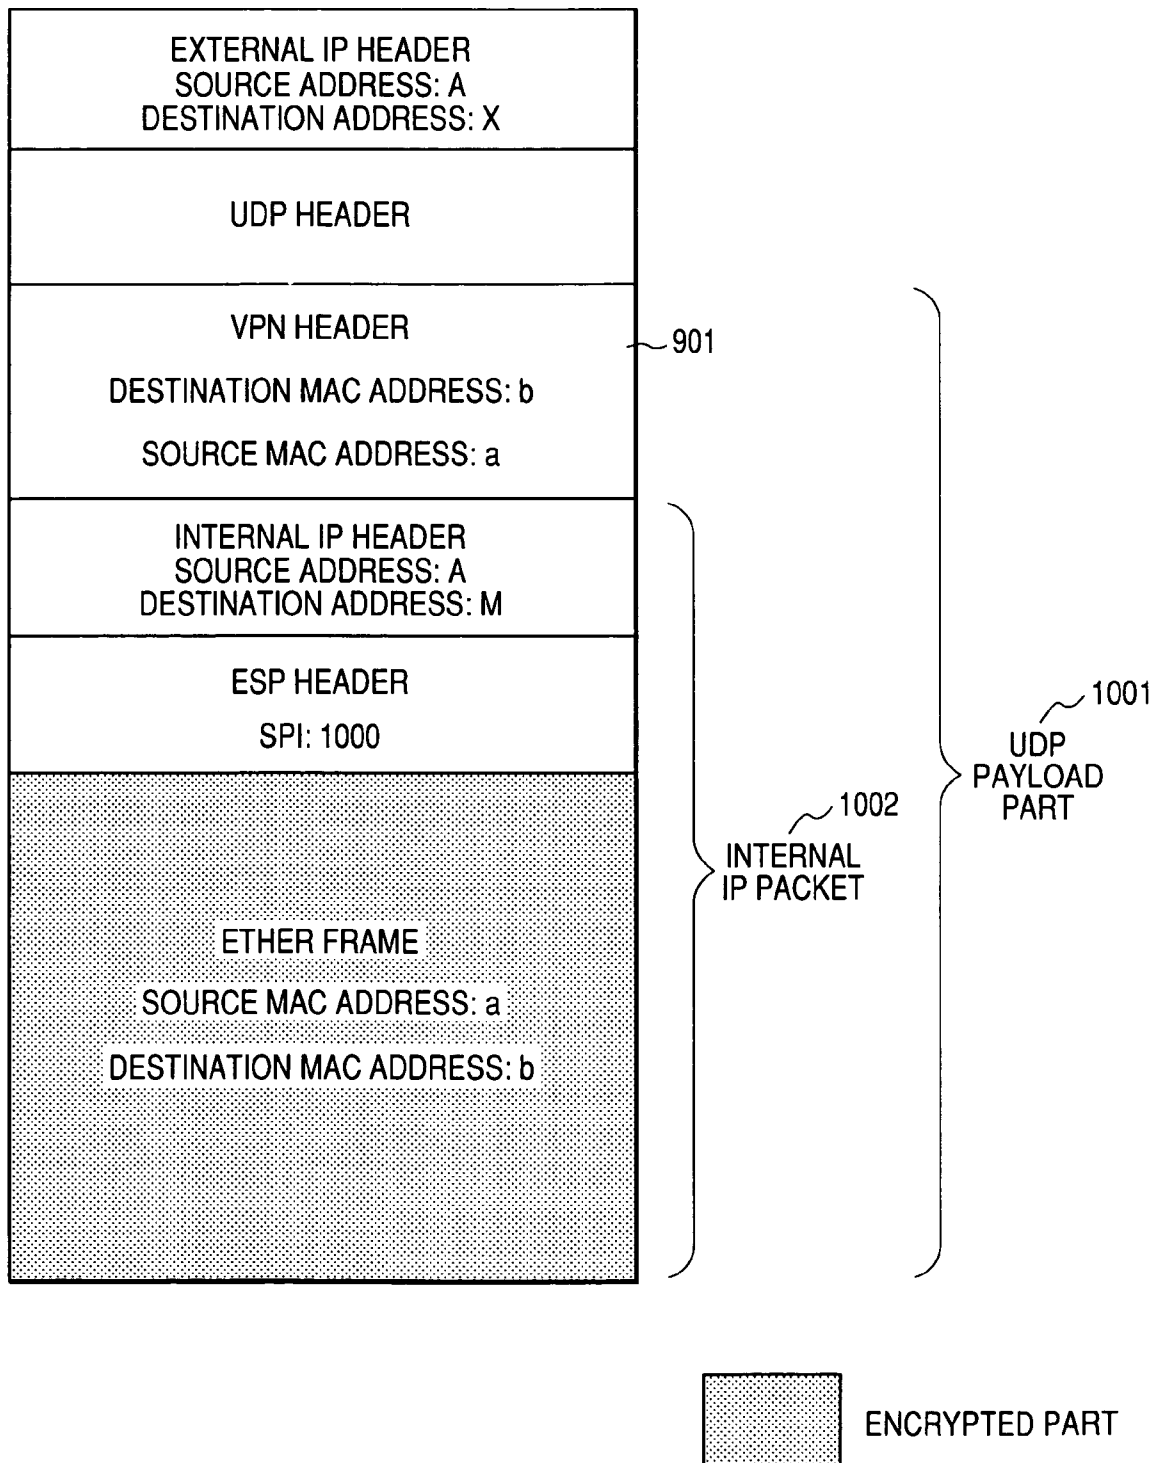 EXTERNAL IP HEADER
SOURCE ADDRESS: A
DESTINATION ADDRESS: X
UDP HEADER
VPN HEADER
901
DESTINATION MAC ADDRESS: b
SOURCE MAC ADDRESS: a
INTERNAL IP HEADER
SOURCE ADDRESS: A
DESTINATION ADDRESS: M
ESP HEADER
SPI: 1000
1001
UDP
PAYLOAD
PART
1002
INTERNAL
IP PACKET
ETHER FRAME
SOURCE MAC ADDRESS: a
DESTINATION MAC ADDRESS: b
ENCRYPTED PART